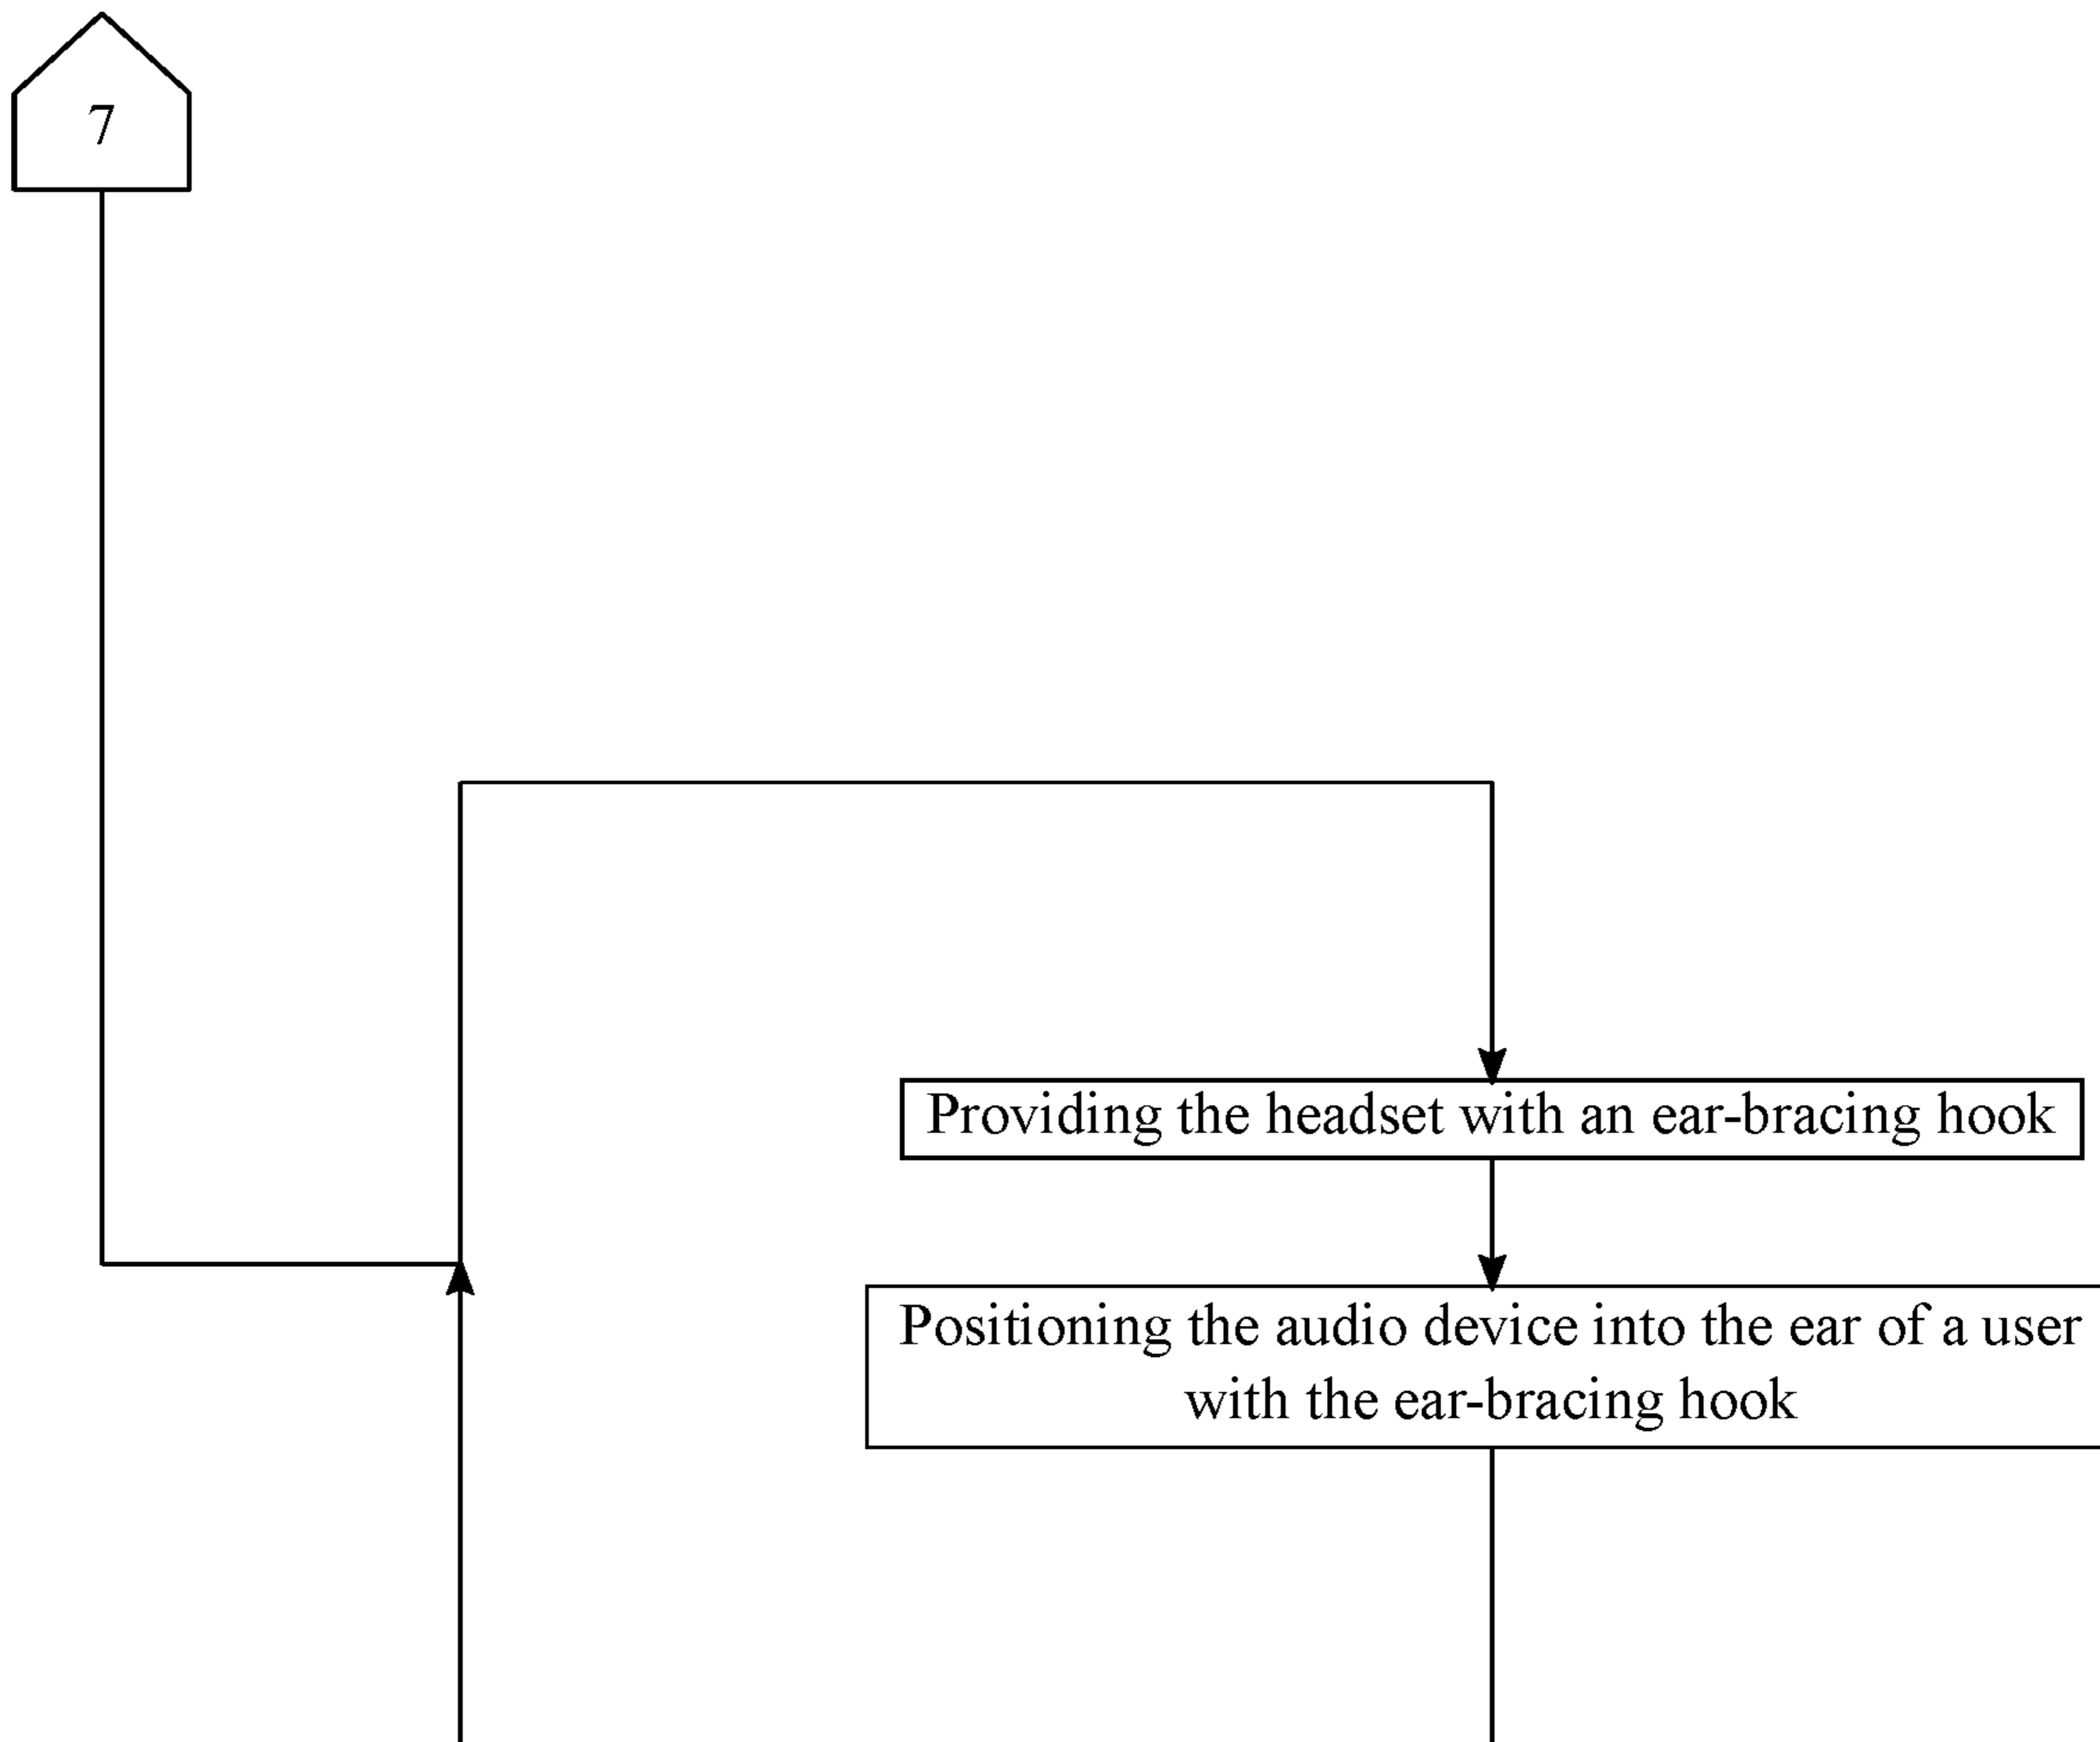 7
Providing the headset with an ear-bracing hook
Positioning the audio device into the ear of a user
with the ear-bracing hook